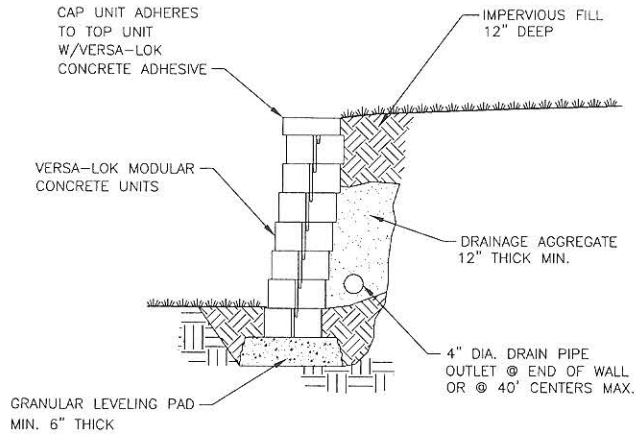 CAP UNIT ADHERES
TO TOP UNIT
W/VERSA-LOK
CONCRETE ADHESIVE
IMPERVIOUS FILL
12" DEEP
VERSA-LOK MODULAR
CONCRETE UNITS
DRAINAGE AGGREGATE
12" THICK MIN.
4" DIA. DRAIN PIPE
OUTLET @ END OF WALL
OR @ 40' CENTERS MAX.
GRANULAR LEVELING PAD
MIN. 6" THICK